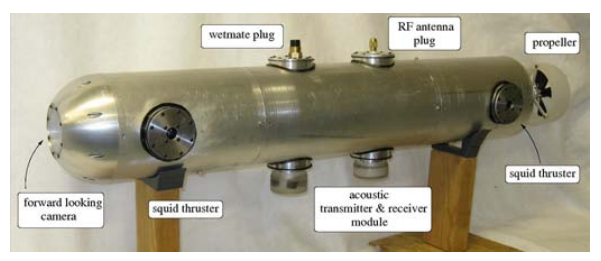 wetmate plug
RF antenna
plug
propeller
forward looking
camera
squid thruster
acoustic
transmitter & receiver
module
squid thruster